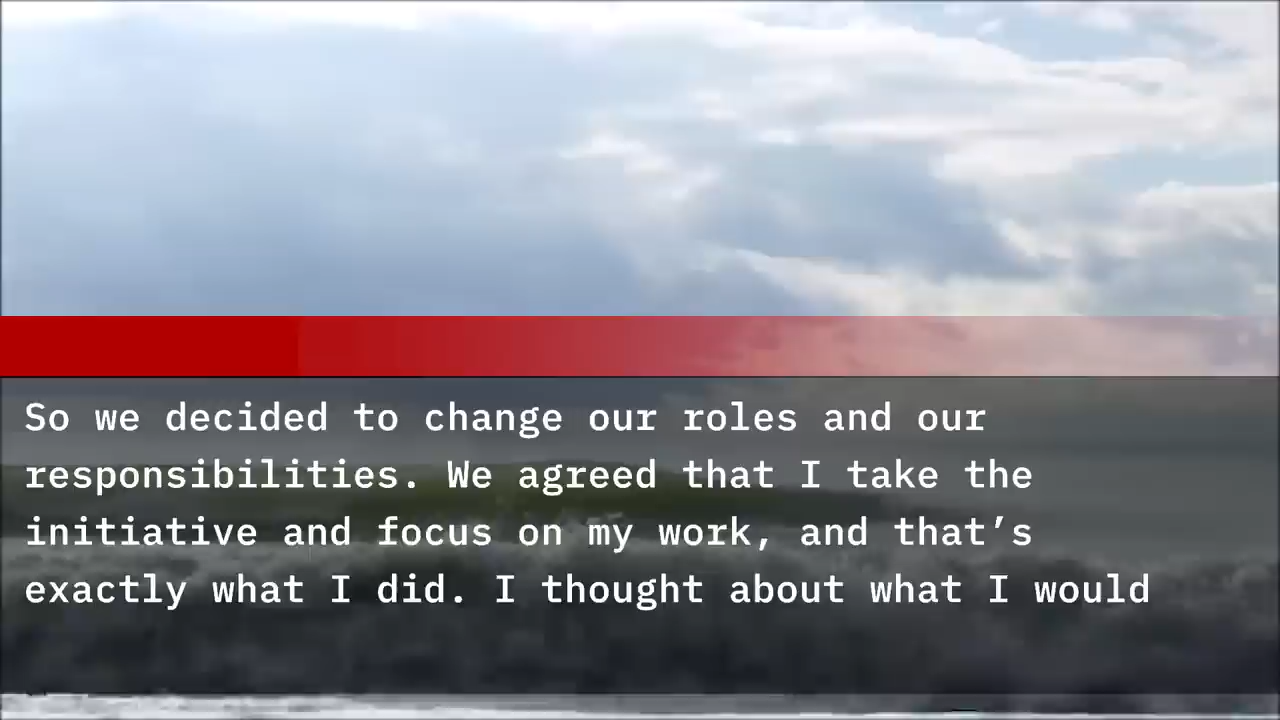 So we decided to change our roles and our
responsibilities. We agreed that I take the
initiative and focus on my work, and that’s
exactly what I did. I thought about what I would